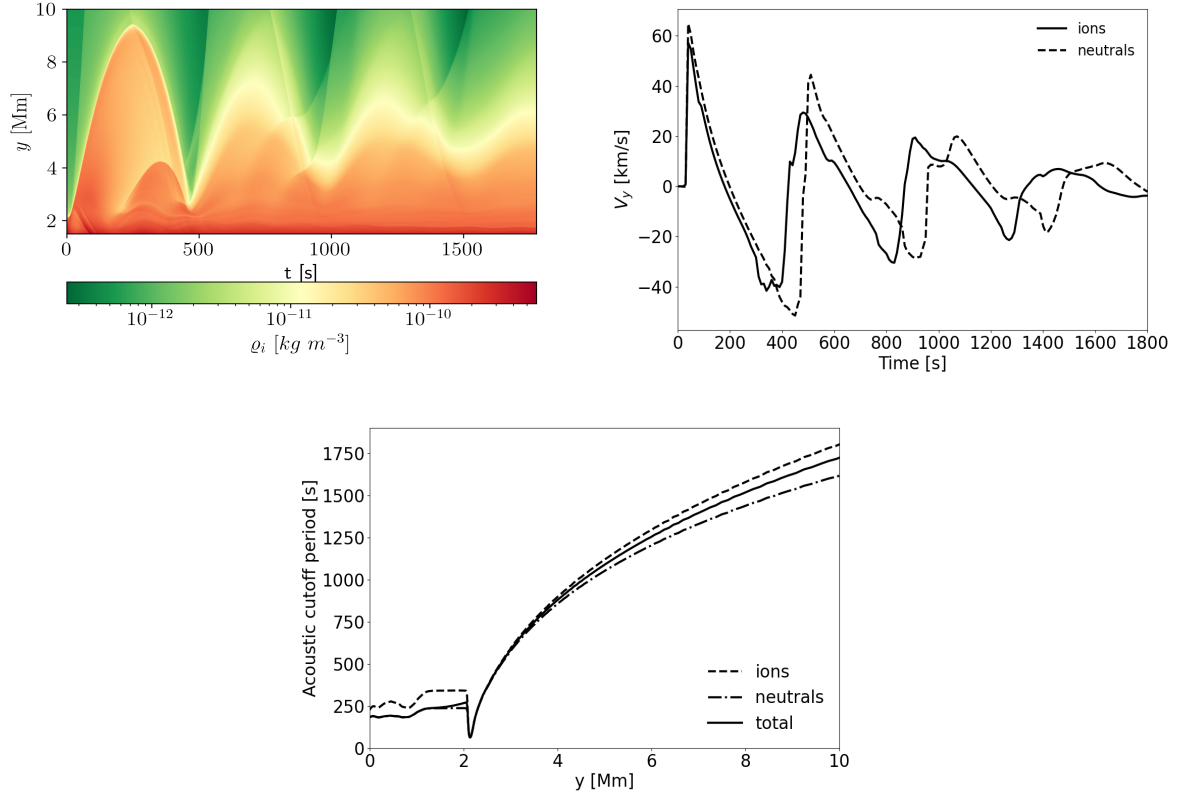 10
8
6
4
2
y [Mm]
0
500
1000
1500
t [s]
10⁻¹²
10⁻¹¹
10⁻¹⁰
ϱᵢ [kg m⁻³]
60
40
20
0
−20
−40
V_y [km/s]
ions
neutrals
0 200 400 600 800 1000 1200 1400 1600 1800
Time [s]
1750
1500
1250
1000
750
500
250
0
Acoustic cutoff period [s]
ions
neutrals
total
0 2 4 6 8 10
y [Mm]